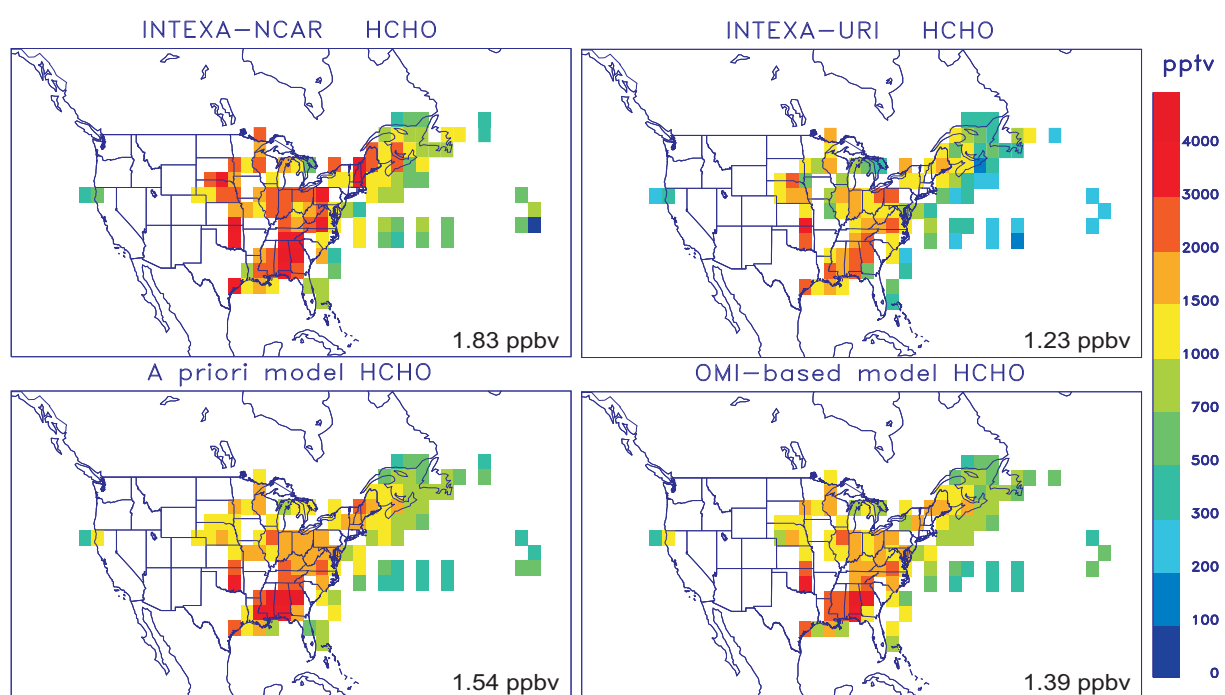 INTEXA-NCAR HCHO
INTEXA-URI HCHO
pptv
4000
3000
2000
1500
1000
700
500
300
200
100
0
1.83 ppbv
1.23 ppbv
A priori model HCHO
OMI-based model HCHO
1.54 ppbv
1.39 ppbv